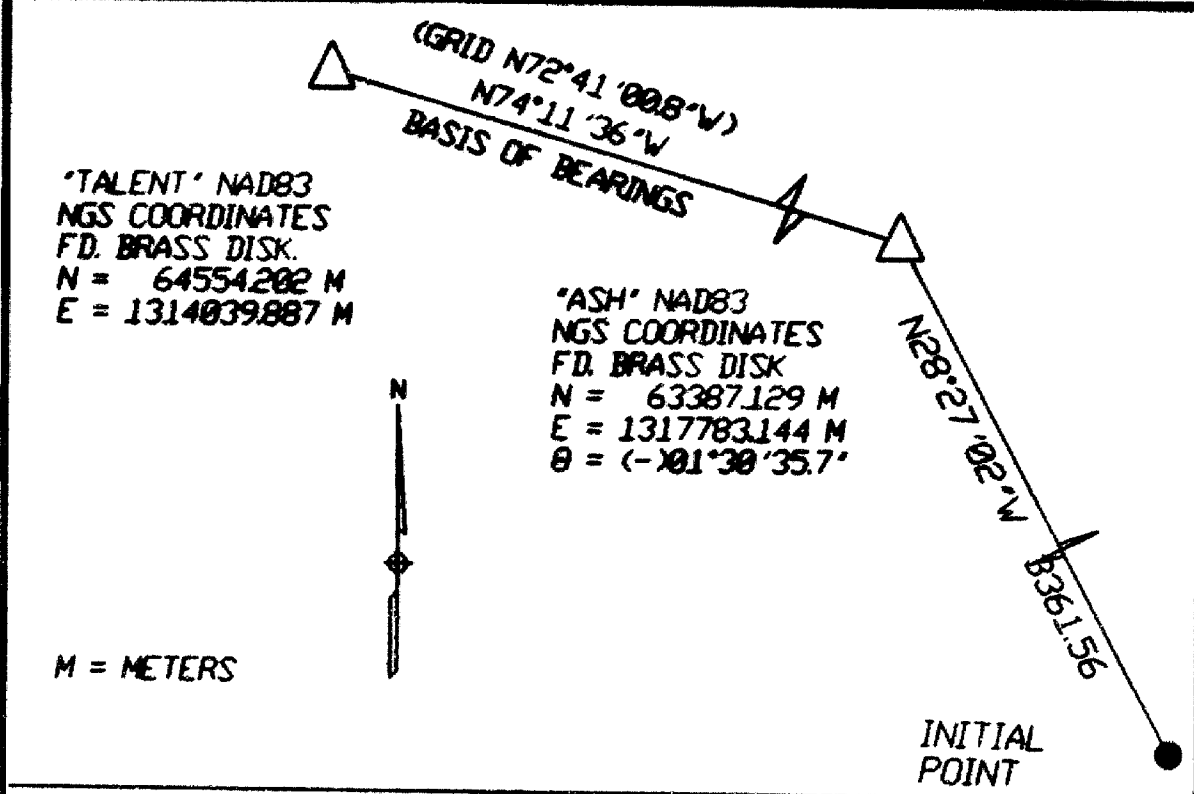 (GRID N72°41'00.8"W)
N74°11'36"W
BASIS OF BEARINGS
"TALENT" NAD83
NGS COORDINATES
FD. BRASS DISK.
N = 64554.202 M
E = 1314039.887 M
"ASH" NAD83
NGS COORDINATES
FD. BRASS DISK
N = 63387.129 M
E = 1317783.144 M
θ = (-)01°30'35.7"
N28°27'02"W
8361.56
N
M = METERS
INITIAL
POINT